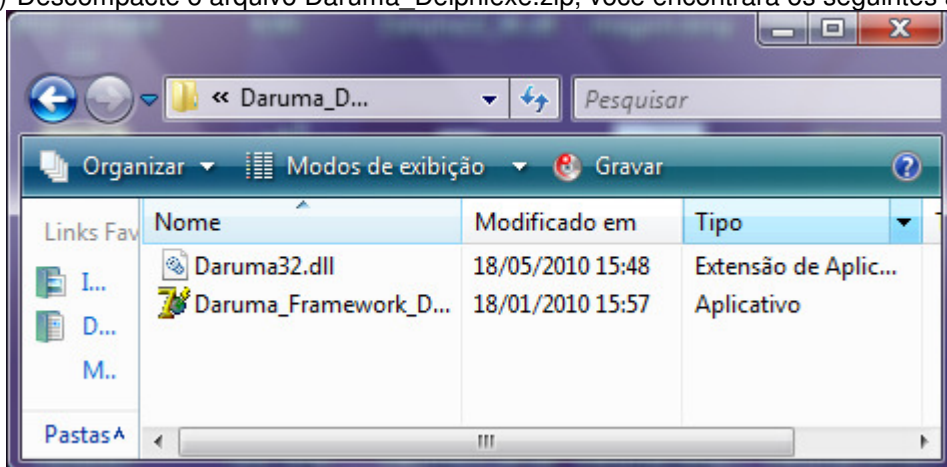 ) Descompacte o arquivo Daruma_Delphiexe.zip, você encontrará os seguintes
« Daruma_D...
Pesquisar
Organizar
Modos de exibição
Gravar
Links Fav
Nome
Modificado em
Tipo
Daruma32.dll
18/05/2010 15:48
Extensão de Aplic...
Daruma_Framework_D...
18/01/2010 15:57
Aplicativo
I...
D...
M..
Pastas